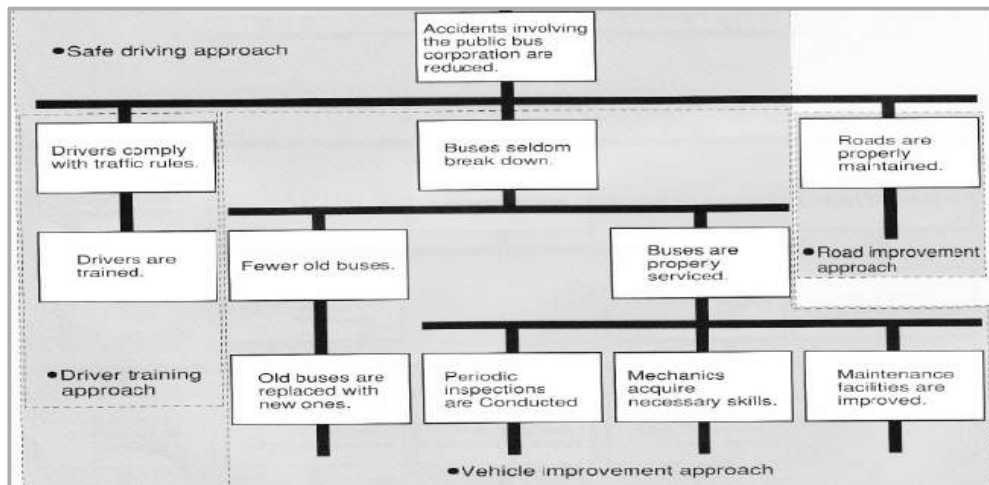 Accidents involving
the public bus
corporation are
reduced.
●Safe driving approach
Drivers comply
with traffic rules.
Buses seldom
break down.
Roads are
properly
maintained.
Drivers are
trained.
Fewer old buses.
Buses are
properly
serviced.
●Road improvement
approach
●Driver training
approach
Old buses are
replaced with
new ones.
Periodic
inspections
are Conducted
Mechanics
acquire
necessary skills.
Maintenance
facilities are
improved.
●Vehicle improvement approach